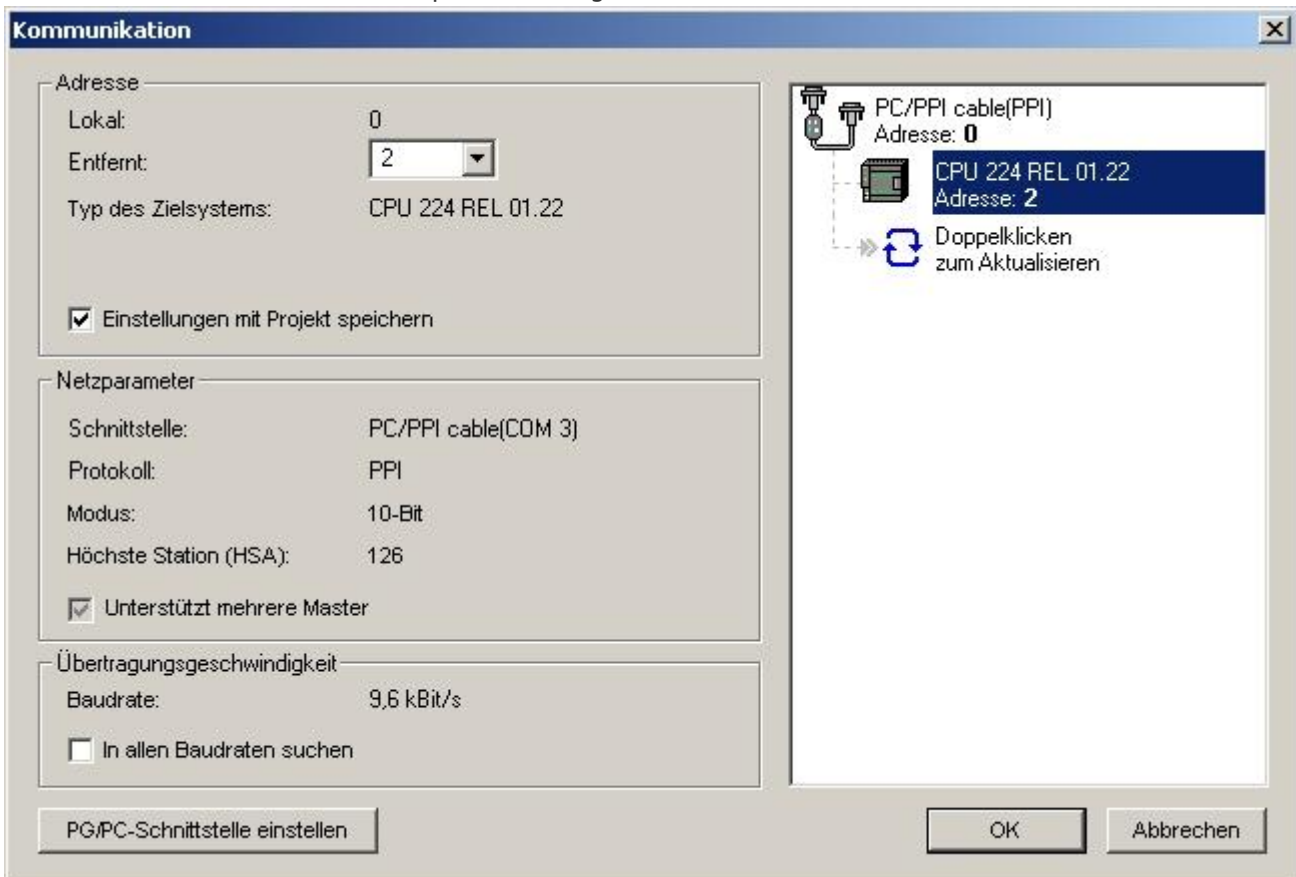 Kommunikation
Adresse
Lokal: 0
Entfernt: 2
Typ des Zielsystems: CPU 224 REL 01.22
Einstellungen mit Projekt speichern
Netzparameter
Schnittstelle: PC/PPI cable(COM 3)
Protokoll: PPI
Modus: 10-Bit
Höchste Station (HSA): 126
Unterstützt mehrere Master
Übertragungsgeschwindigkeit
Baudrate: 9,6 kBit/s
In allen Baudraten suchen
PG/PC-Schnittstelle einstellen
PC/PPI cable(PPI)
Adresse: 0
CPU 224 REL 01.22
Adresse: 2
Doppelklicken
zum Aktualisieren
OK
Abbrechen